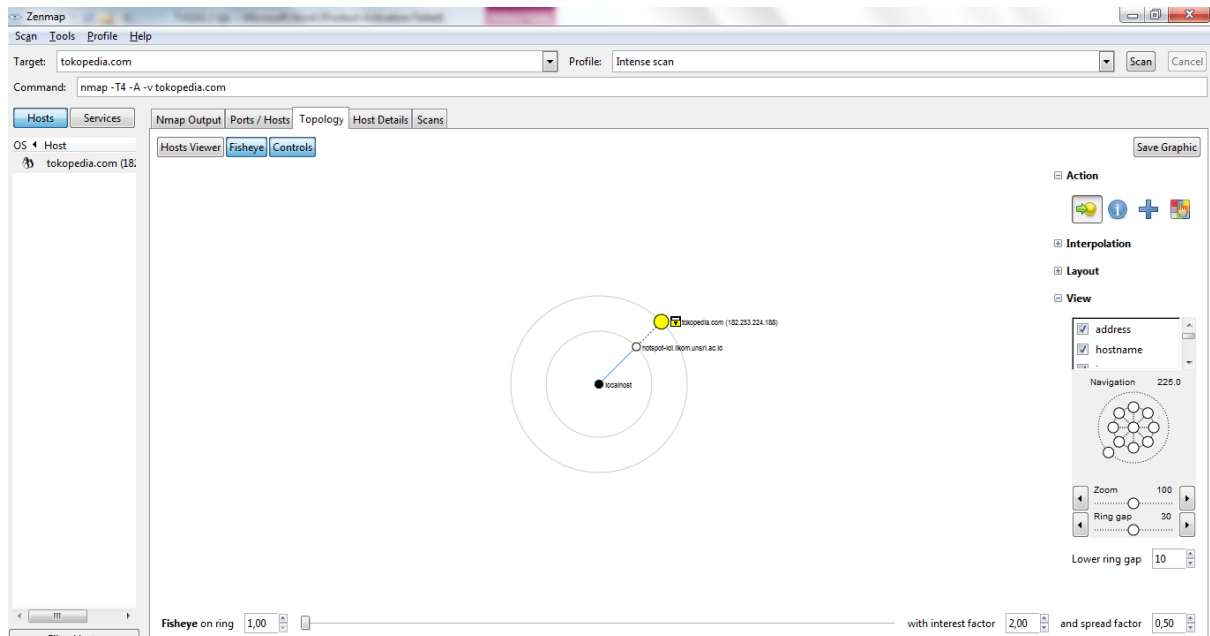 Zenmap
Scan Tools Profile Help
Target: tokopedia.com Profile: Intense scan Scan Cancel
Command: nmap -T4 -A -v tokopedia.com
Hosts Services Nmap Output Ports / Hosts Topology Host Details Scans
OS Host Hosts Viewer Fisheye Controls Save Graphic
tokopedia.com (182
Action
Interpolation
Layout
View
address
hostname
tokopedia.com (182.253.224.188)
hotspot-idl.ilkom.unsri.ac.id
localhost
Navigation 225.0
Zoom 100
Ring gap 30
Lower ring gap 10
Fisheye on ring 1,00 with interest factor 2,00 and spread factor 0,50